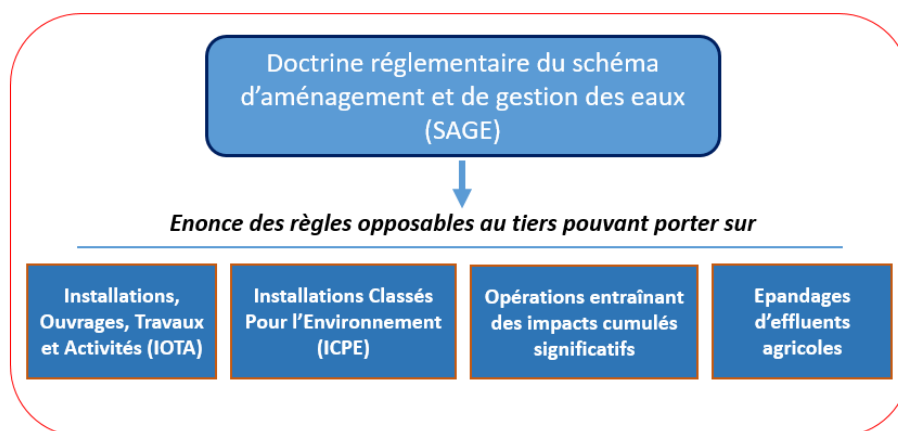 Doctrine réglementaire du schéma
d'aménagement et de gestion des eaux
(SAGE)
Enonce des règles opposables au tiers pouvant porter sur
Installations,
Ouvrages, Travaux
et Activités (IOTA)
Installations Classés
Pour l'Environnement
(ICPE)
Opérations entraînant
des impacts cumulés
significatifs
Epandages
d'effluents
agricoles